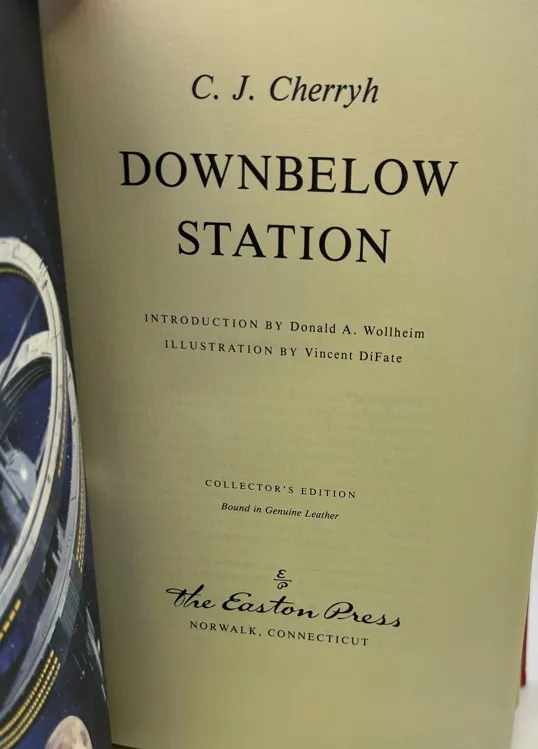 C. J. Cherryh
DOWNBELOW
STATION
INTRODUCTION BY Donald A. Wollheim
ILLUSTRATION BY Vincent DiFate
COLLECTOR'S EDITION
Bound in Genuine Leather
E
P
The Easton Press
NORWALK, CONNECTICUT